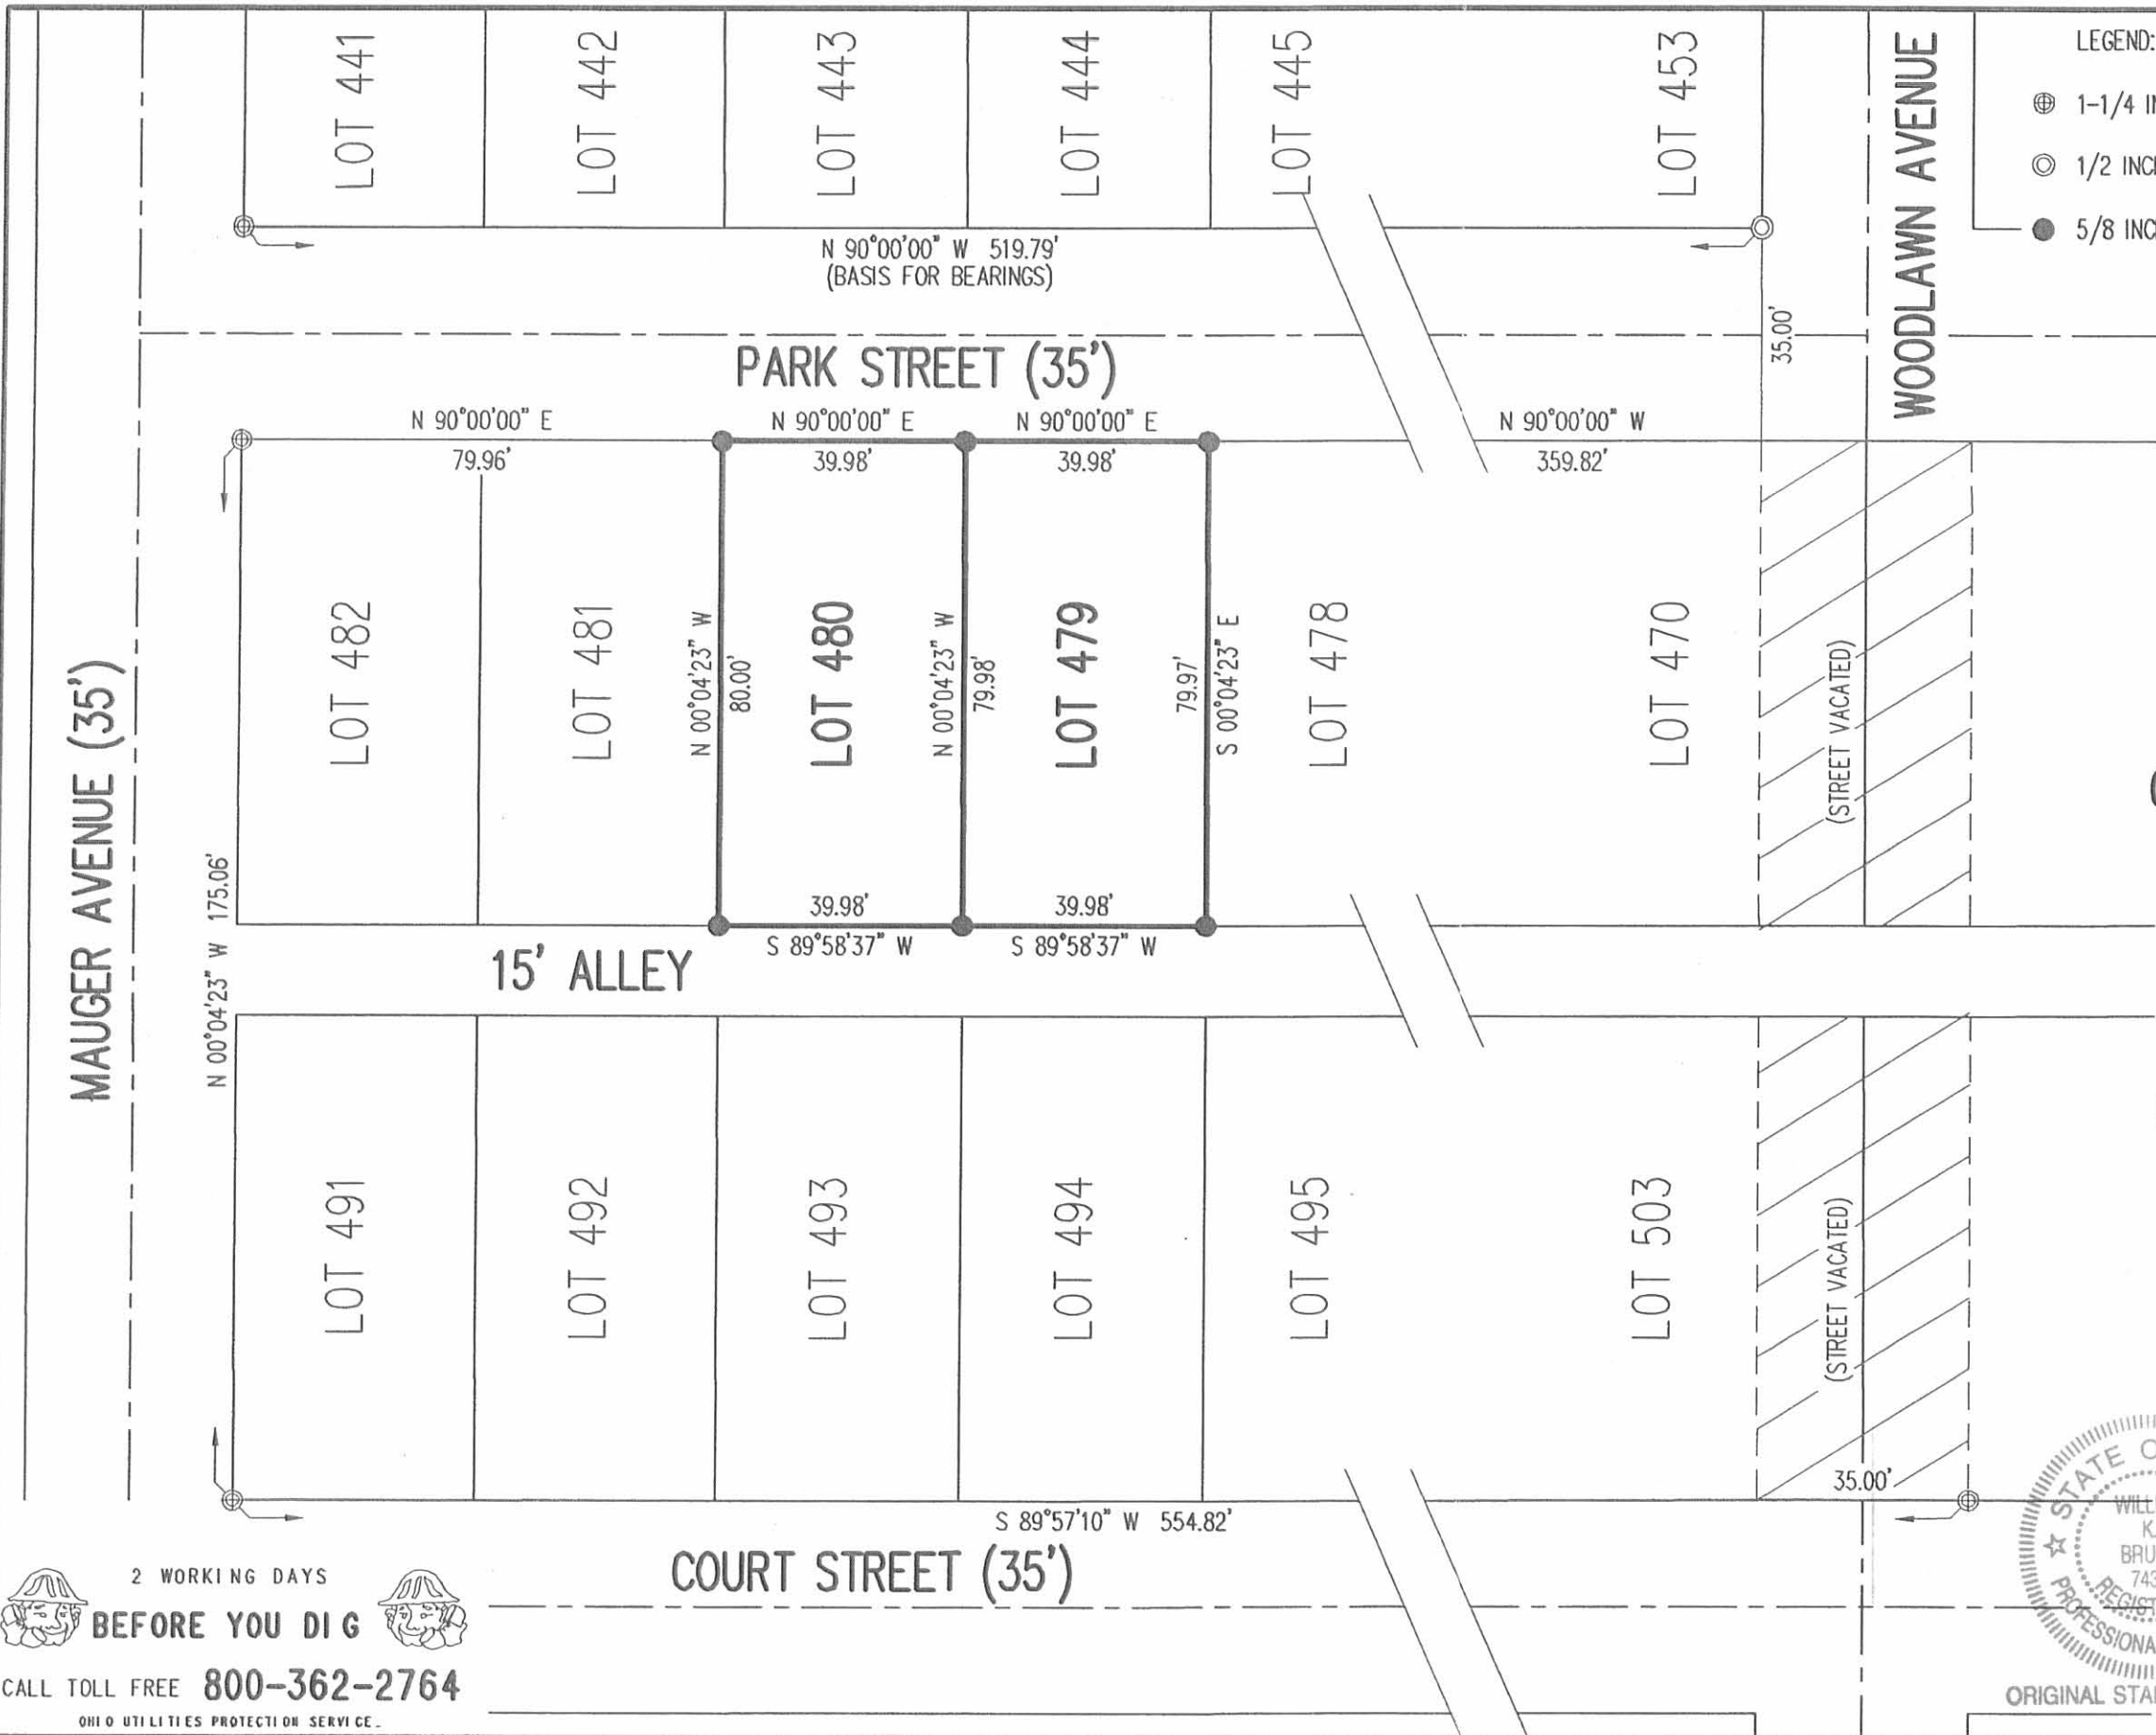 LOT 441
LOT 442
LOT 443
LOT 444
LOT 445
LOT 453
WOODLAWN AVENUE
LEGEND:
1-1/4
1/2
5/8
N 90°00'00" W 519.79'
(BASIS FOR BEARINGS)
35.00'
PARK STREET (35')
N 90°00'00" E
79.96'
N 90°00'00" E
39.98'
N 90°00'00" E
39.98'
N 90°00'00" W
359.82'
MAUGER AVENUE (35')
N 00°04'23" W 175.06'
LOT 482
LOT 481
N 00°04'23" W
80.00'
LOT 480
N 00°04'23" W
79.98'
LOT 479
79.97'
S 00°04'23" E
LOT 478
LOT 470
(STREET VACATED)
39.98'
S 89°58'37" W
39.98'
S 89°58'37" W
15' ALLEY
LOT 491
LOT 492
LOT 493
LOT 494
LOT 495
LOT 503
(STREET VACATED)
35.00'
S 89°57'10" W 554.82'
COURT STREET (35')
2 WORKING DAYS
BEFORE YOU DIG
CALL TOLL FREE 800-362-2764
OHIO UTILITIES PROTECTION SERVICE.
STATE
ORIGINAL